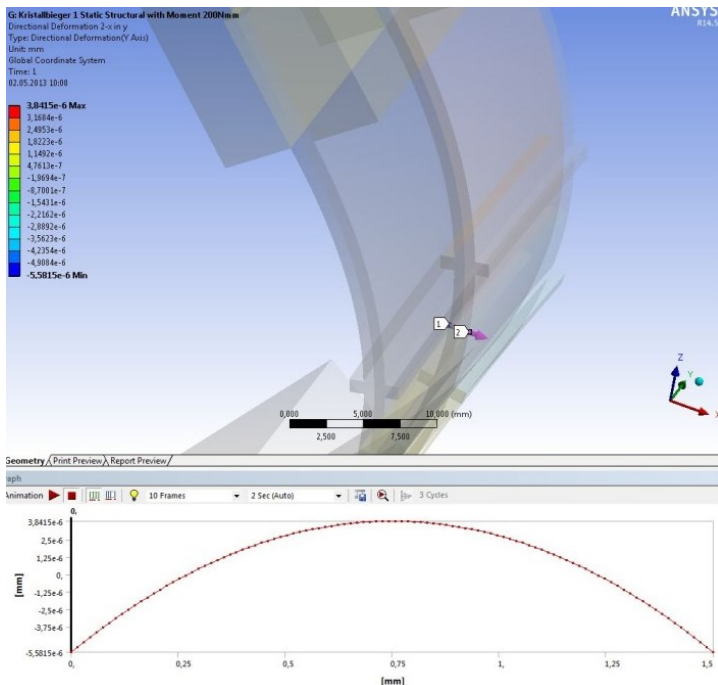 G: Kristallbieger 1 Static Structural with Moment 200Nmm
Directional Deformation 2-x in y
Type: Directional Deformation(Y Axis)
Unit: mm
Global Coordinate System
Time: 1
02.05.2013 10:08
ANSYS
R14.5
3,8415e-6 Max
3,1684e-6
2,4953e-6
1,8223e-6
1,1492e-6
4,7613e-7
-1,9694e-7
-8,7001e-7
-1,5431e-6
-2,2162e-6
-2,8892e-6
-3,5623e-6
-4,2354e-6
-4,9084e-6
-5,5815e-6 Min
1
2
Z
Y
X
0,000 5,000 10,000 (mm)
2,500 7,500
Geometry Print Preview Report Preview
aph
Animation 10 Frames 2 Sec (Auto) 3 Cycles
0,
3,8415e-6
2,5e-6
1,25e-6
0,
-1,25e-6
-2,5e-6
-3,75e-6
-5,5815e-6
[mm]
0, 0,25 0,5 0,75 1, 1,25 1,5
[mm]